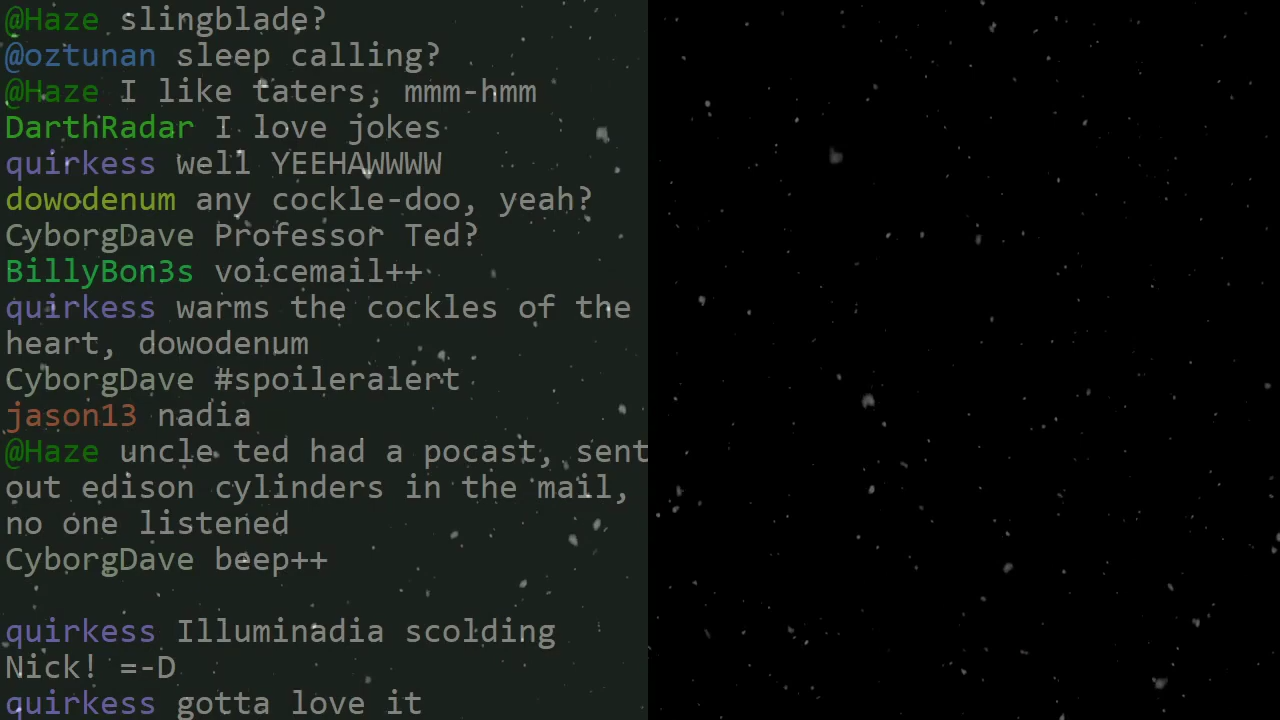 @Haze slingblade?
@oztunan sleep calling?
@Haze I like taters, mmm-hmm
DarthRadar I love jokes
quirkess well YEEHAWWWW
dowodenum any cockle-doo, yeah?
CyborgDave Professor Ted?
BillyBon3s voicemail++
quirkess warms the cockles of the
heart, dowodenum
CyborgDave #spoileralert
jason13 nadia
@Haze uncle ted had a pocast, sent
out edison cylinders in the mail,
no one listened
CyborgDave beep++
quirkess Illuminadia scolding
Nick! =-D
quirkess gotta love it